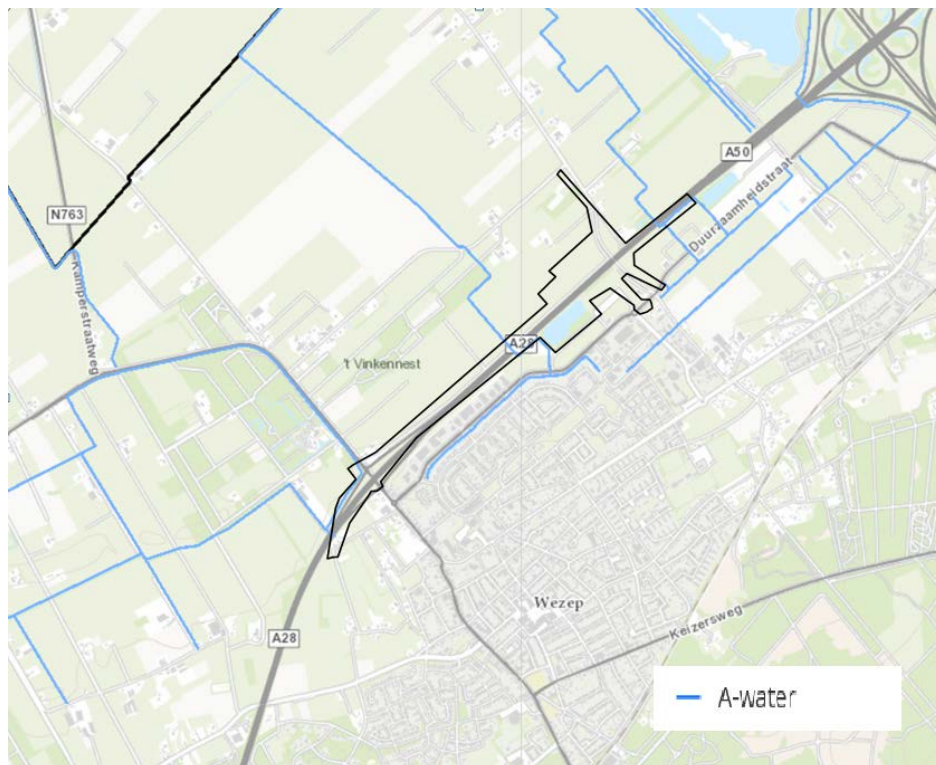 A50
Duurzaamheidstraat
N763
Kamperstraatweg
A28
't Vinkennest
Wezep
A28
Keizersweg
A-water